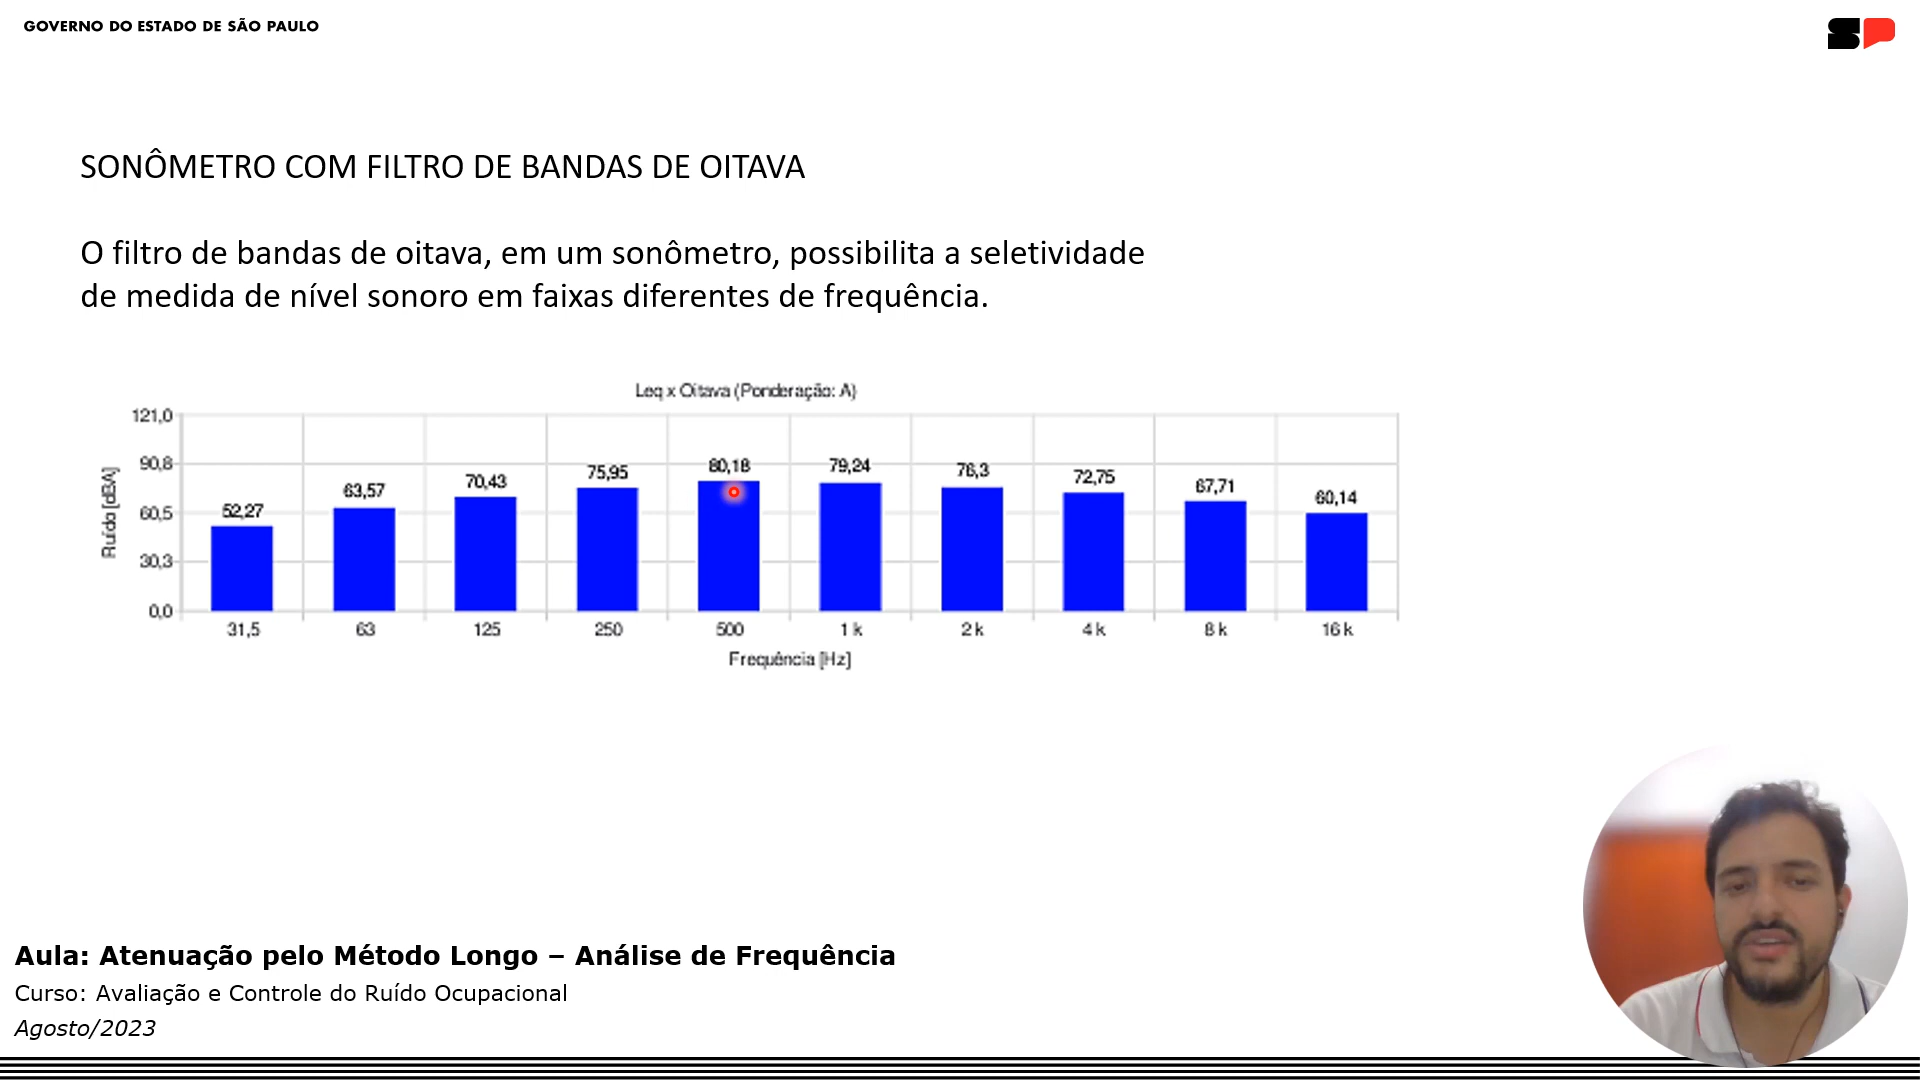 GOVERNO DO ESTADO DE SÃO PAULO
SP
SONÔMETRO COM FILTRO DE BANDAS DE OITAVA
O filtro de bandas de oitava, em um sonômetro, possibilita a seletividade
de medida de nível sonoro em faixas diferentes de frequência.
Leq x Oitava (Ponderação: A)
Ruído [dBA]
121,0
90,8
60,5
30,3
0,0
52,27 63,57 70,43 75,95 80,18 79,24 76,3 72,75 67,71 60,14
31,5 63 125 250 500 1 k 2 k 4 k 8 k 16 k
Frequência [Hz]
Aula: Atenuação pelo Método Longo – Análise de Frequência
Curso: Avaliação e Controle do Ruído Ocupacional
Agosto/2023